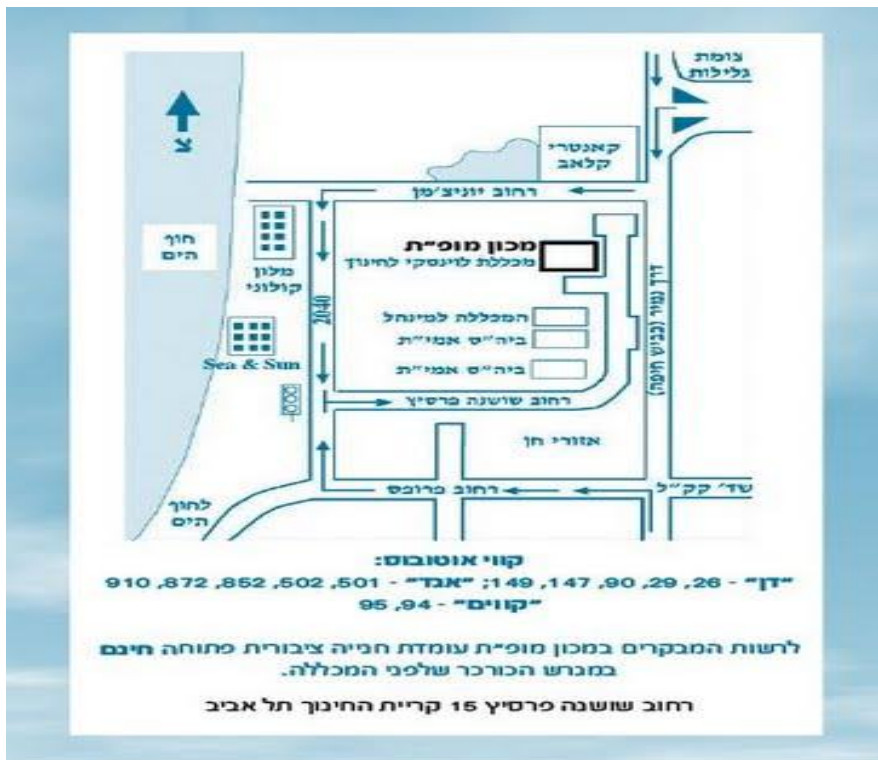 צומת
גלילות
צ
קאנטרי
קלאב
רחוב יוניצ'מן
חוף
הים
מלון
קולוני
מכון מופ״ת
מכללת לוינסקי לחינוך
2040
דרך נמיר (כביש חיפה)
המכללה למינהל
ביה״ס אמי״ת
Sea & Sun
ביה״ס אמי״ת
רחוב שושנה פרסיץ
אזורי חן
שד' קק״ל
רחוב פרופס
לחוף
הים
קווי אוטובוס:
״דן״ - 26, 29, 90, 147, 149; ״אגד״ - 501, 502, 852, 872, 910
״קווים״ - 94, 95
לרשות המבקרים במכון מופ״ת עומדת חנייה ציבורית פתוחה חינם
במגרש הכורכר שלפני המכללה.
רחוב שושנה פרסיץ 15 קריית החינוך תל אביב